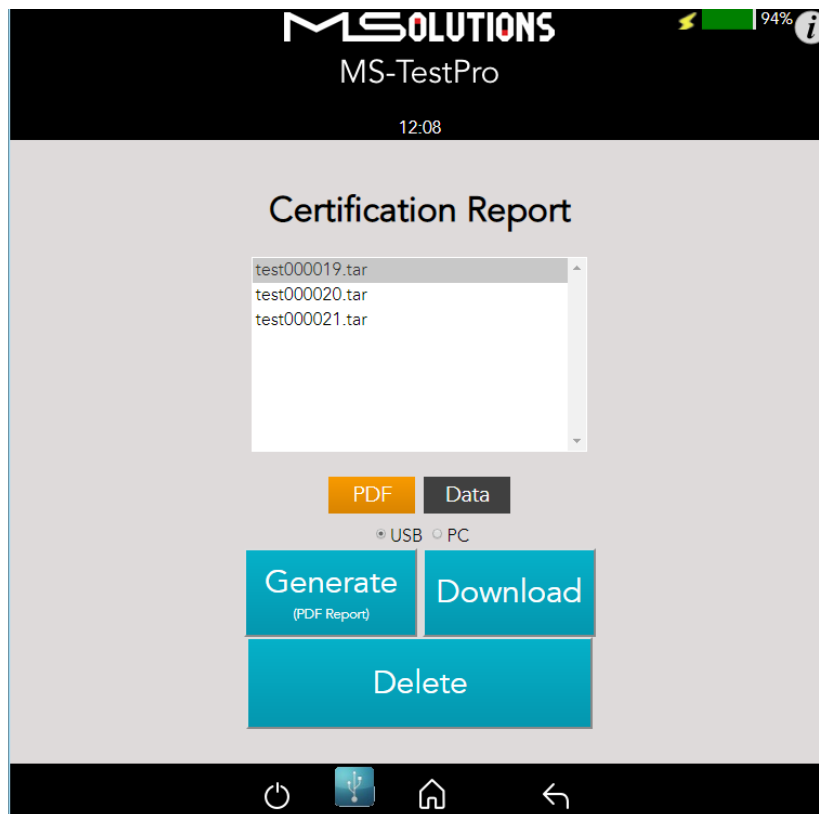 MSOLUTIONS
94%
i
MS-TestPro
12:08
Certification Report
test000019.tar
test000020.tar
test000021.tar
PDF Data
USB PC
Generate
(PDF Report)
Download
Delete